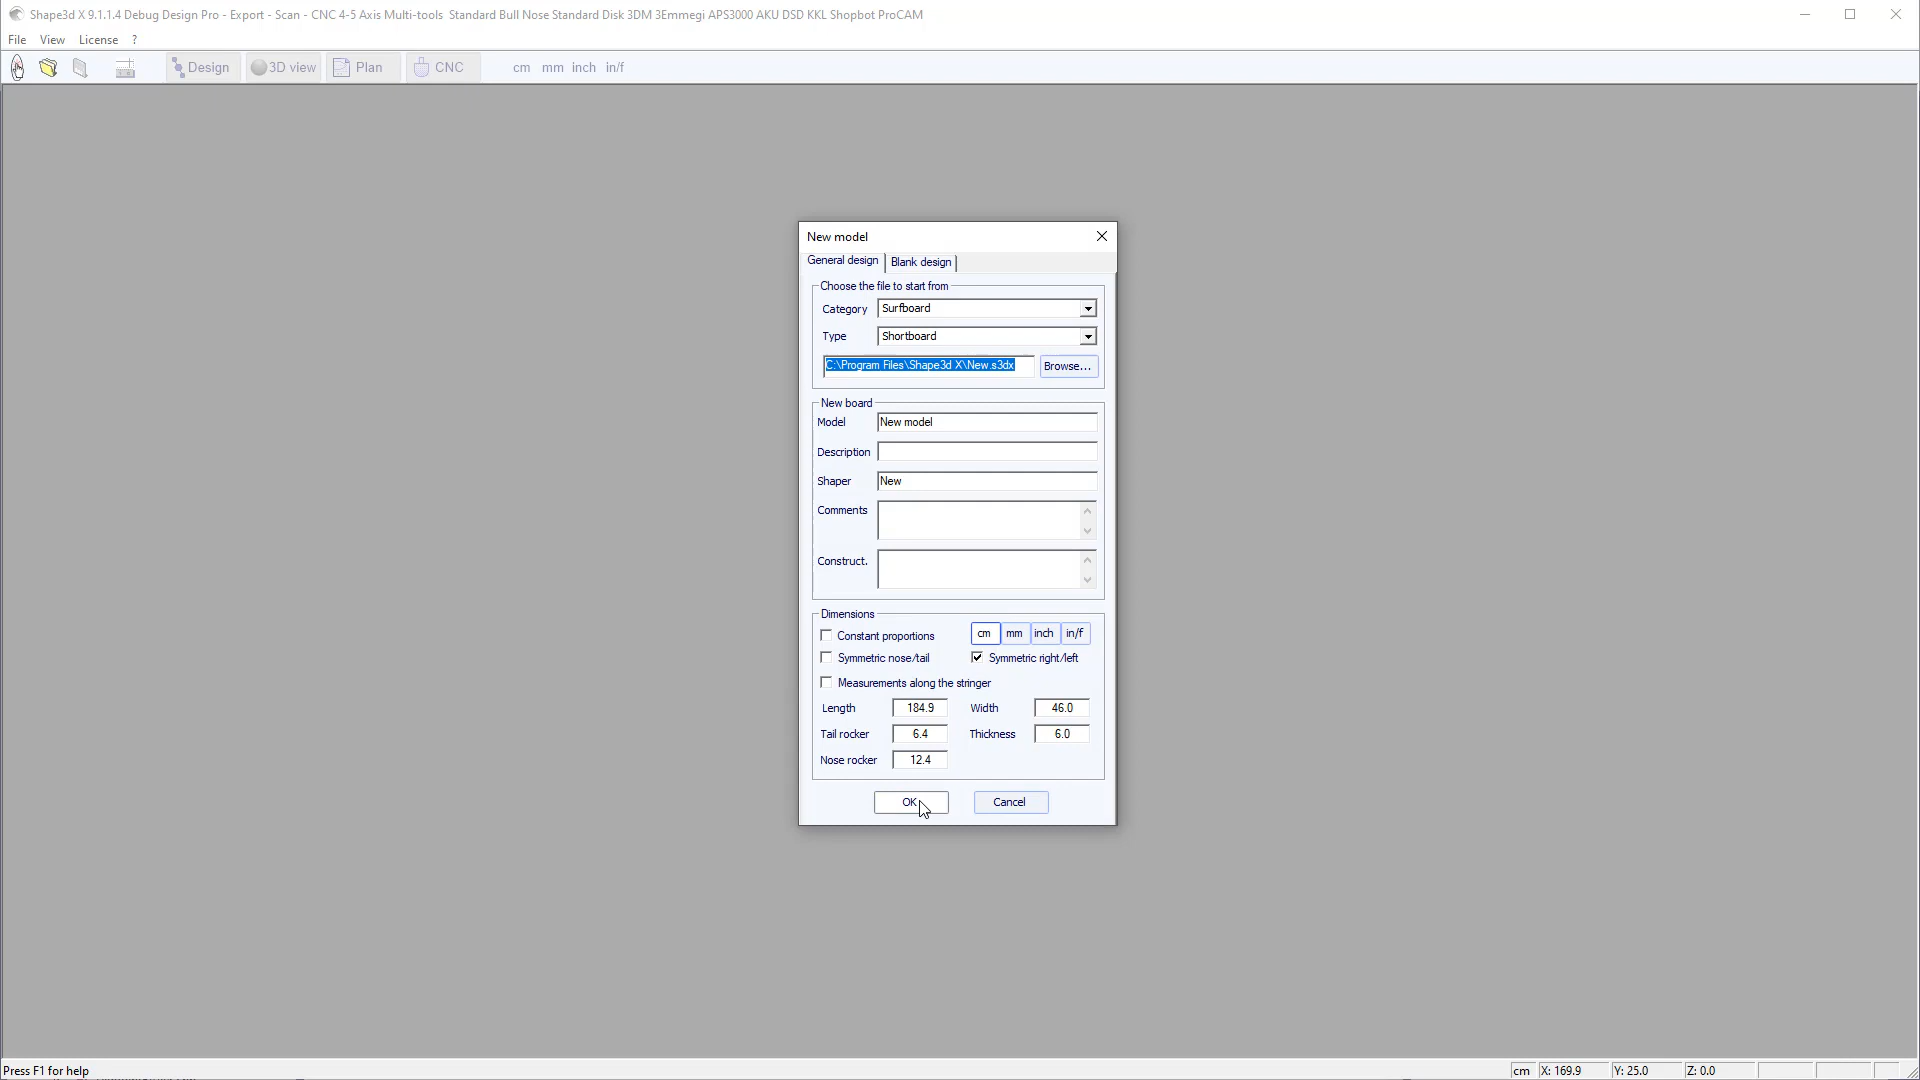 Shape3d X 9.1.1.4 Debug Design Pro - Export - Scan - CNC 4-5 Axis Multi-tools  Standard Bull Nose Standard Disk 3DM 3Emmegi APS3000 AKU DSD KKL Shopbot ProCAM
File View License ?
Design 3D view Plan CNC cm mm inch in/f
New model
General design Blank design
Choose the file to start from
Category Surfboard
Type Shortboard
C:\Program Files\Shape3d X\New.s3dx Browse...
New board
Model New model
Description
Shaper New
Comments
Construct.
Dimensions
Constant proportions cm mm inch in/f
Symmetric nose/tail Symmetric right/left
Measurements along the stringer
Length 184.9 Width 46.0
Tail rocker 6.4 Thickness 6.0
Nose rocker 12.4
OK Cancel
Press F1 for help cm X: 169.9 Y: 25.0 Z: 0.0